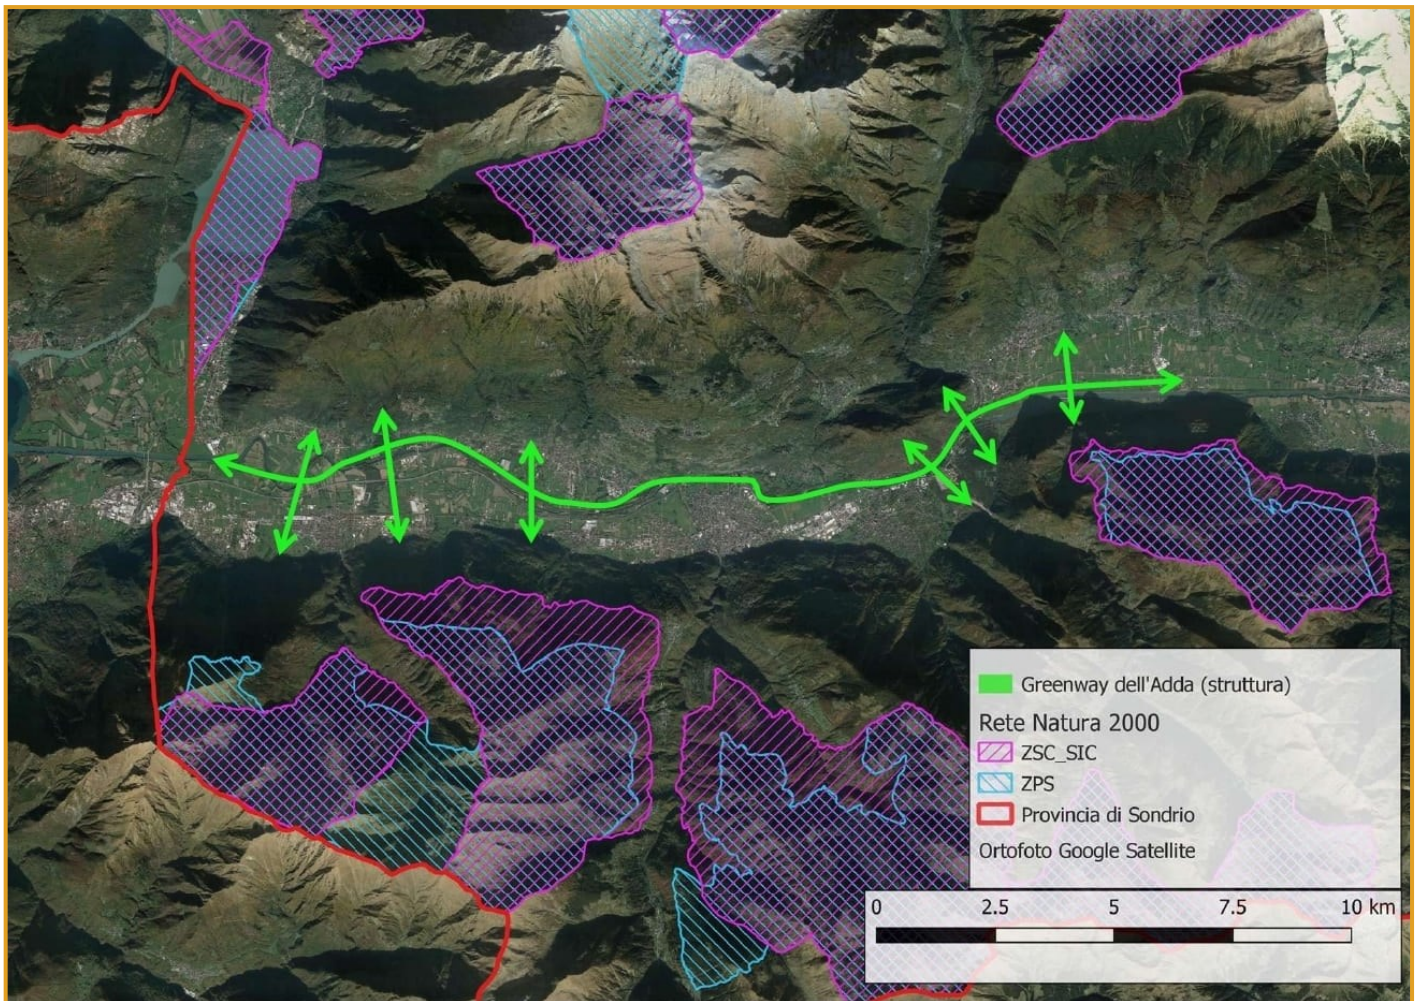 Greenway dell'Adda (struttura)
Rete Natura 2000
ZSC_SIC
ZPS
Provincia di Sondrio
Ortofoto Google Satellite
0 2.5 5 7.5 10 km